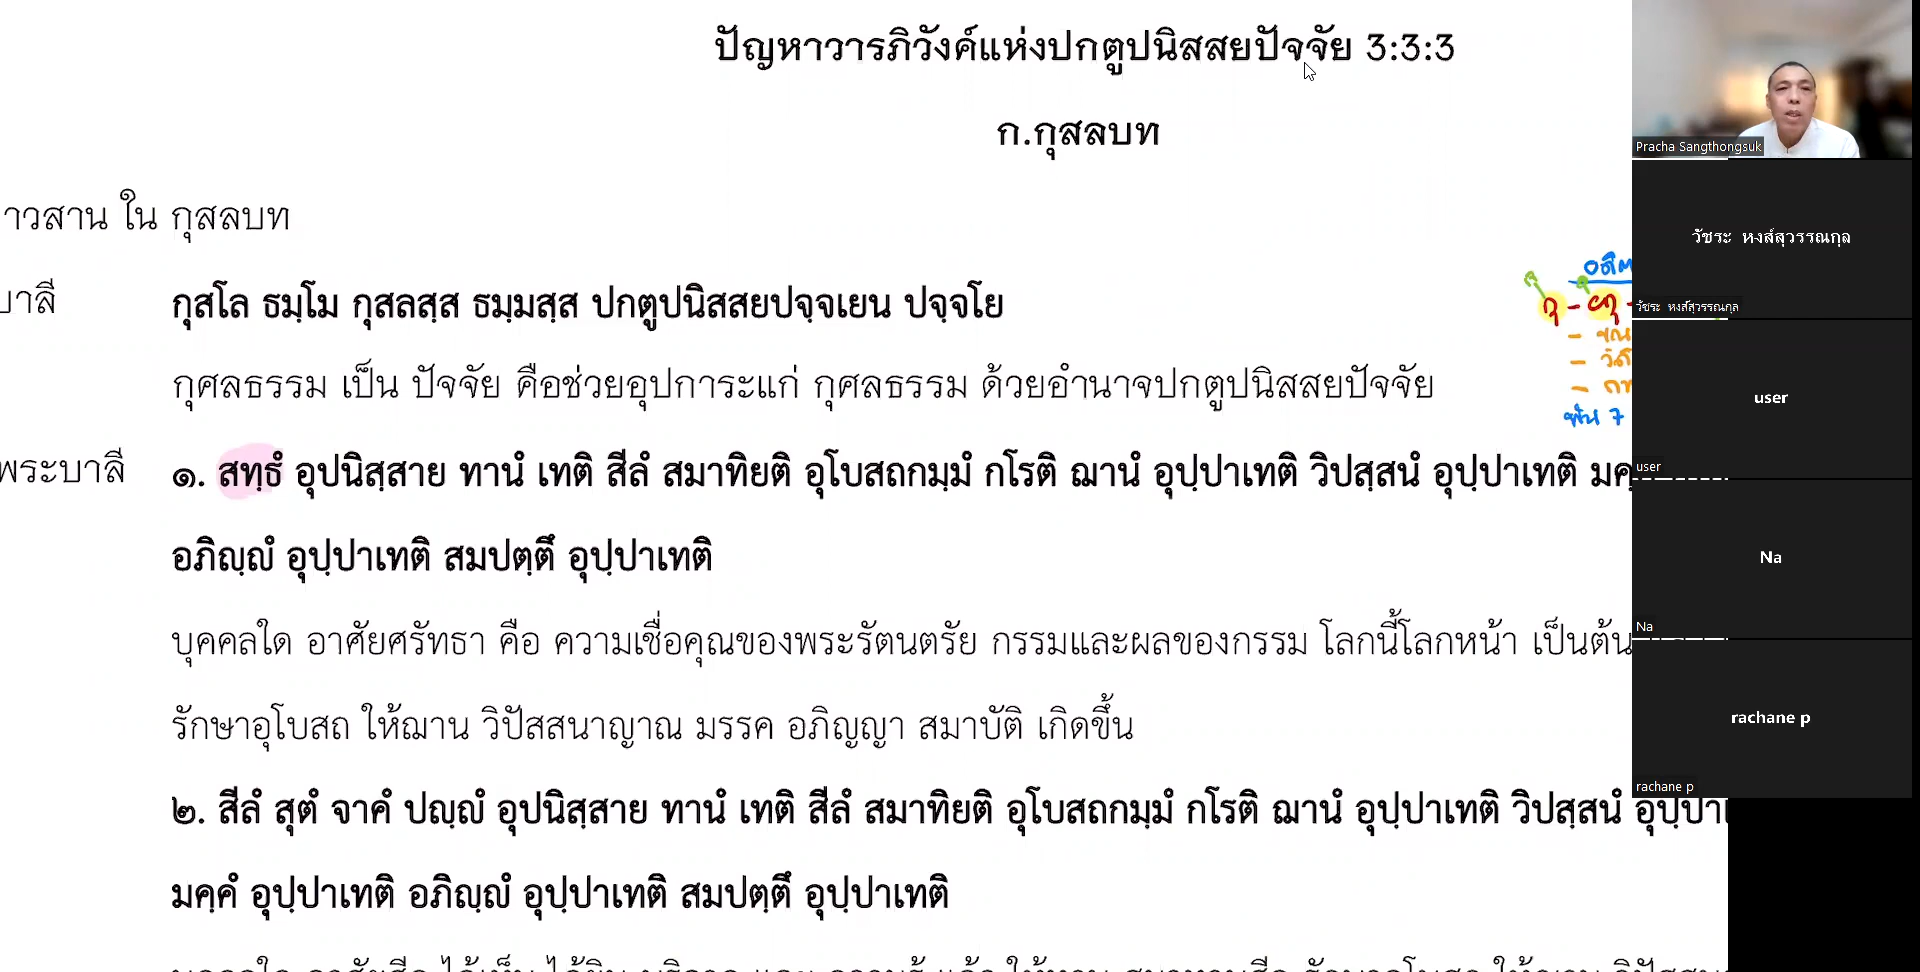 ปัญหาวารภิวังค์แห่งปกตูปนิสสยปัจจัย 3:3:3
ก.กุสลบท
าวสาน ใน กุสลบท
บาลี กุสโล ธมฺโม กุสลสฺส ธมฺมสฺส ปกตูปนิสสยปจฺจเยน ปจฺจโย
กุศลธรรม เป็น ปัจจัย คือช่วยอุปการะแก่ กุศลธรรม ด้วยอำนาจปกตูปนิสสยปัจจัย
พระบาลี ๑. สทฺธํ อุปนิสฺสาย ทานํ เทติ สีลํ สมาทิยติ อุโบสถกมฺมํ กโรติ ฌานํ อุปฺปาเทติ วิปสฺสนํ อุปฺปาเทติ มคฺ
อภิญฺญํ อุปฺปาเทติ สมปตฺตึ อุปฺปาเทติ
บุคคลใด อาศัยศรัทธา คือ ความเชื่อคุณของพระรัตนตรัย กรรมและผลของกรรม โลกนี้โลกหน้า เป็นต้น
รักษาอุโบสถ ให้ฌาน วิปัสสนาญาณ มรรค อภิญญา สมาบัติ เกิดขึ้น
๒. สีลํ สุตํ จาคํ ปญฺญํ อุปนิสฺสาย ทานํ เทติ สีลํ สมาทิยติ อุโบสถกมฺมํ กโรติ ฌานํ อุปฺปาเทติ วิปสฺสนํ อุปฺปาเ
มคฺคํ อุปฺปาเทติ อภิญฺญํ อุปฺปาเทติ สมปตฺตึ อุปฺปาเทติ
Pracha Sangthongsuk
วัชระ หงส์สุวรรณกุล
วัชระ หงส์สุวรรณกุล
user
user
Na
Na
rachane p
rachane p